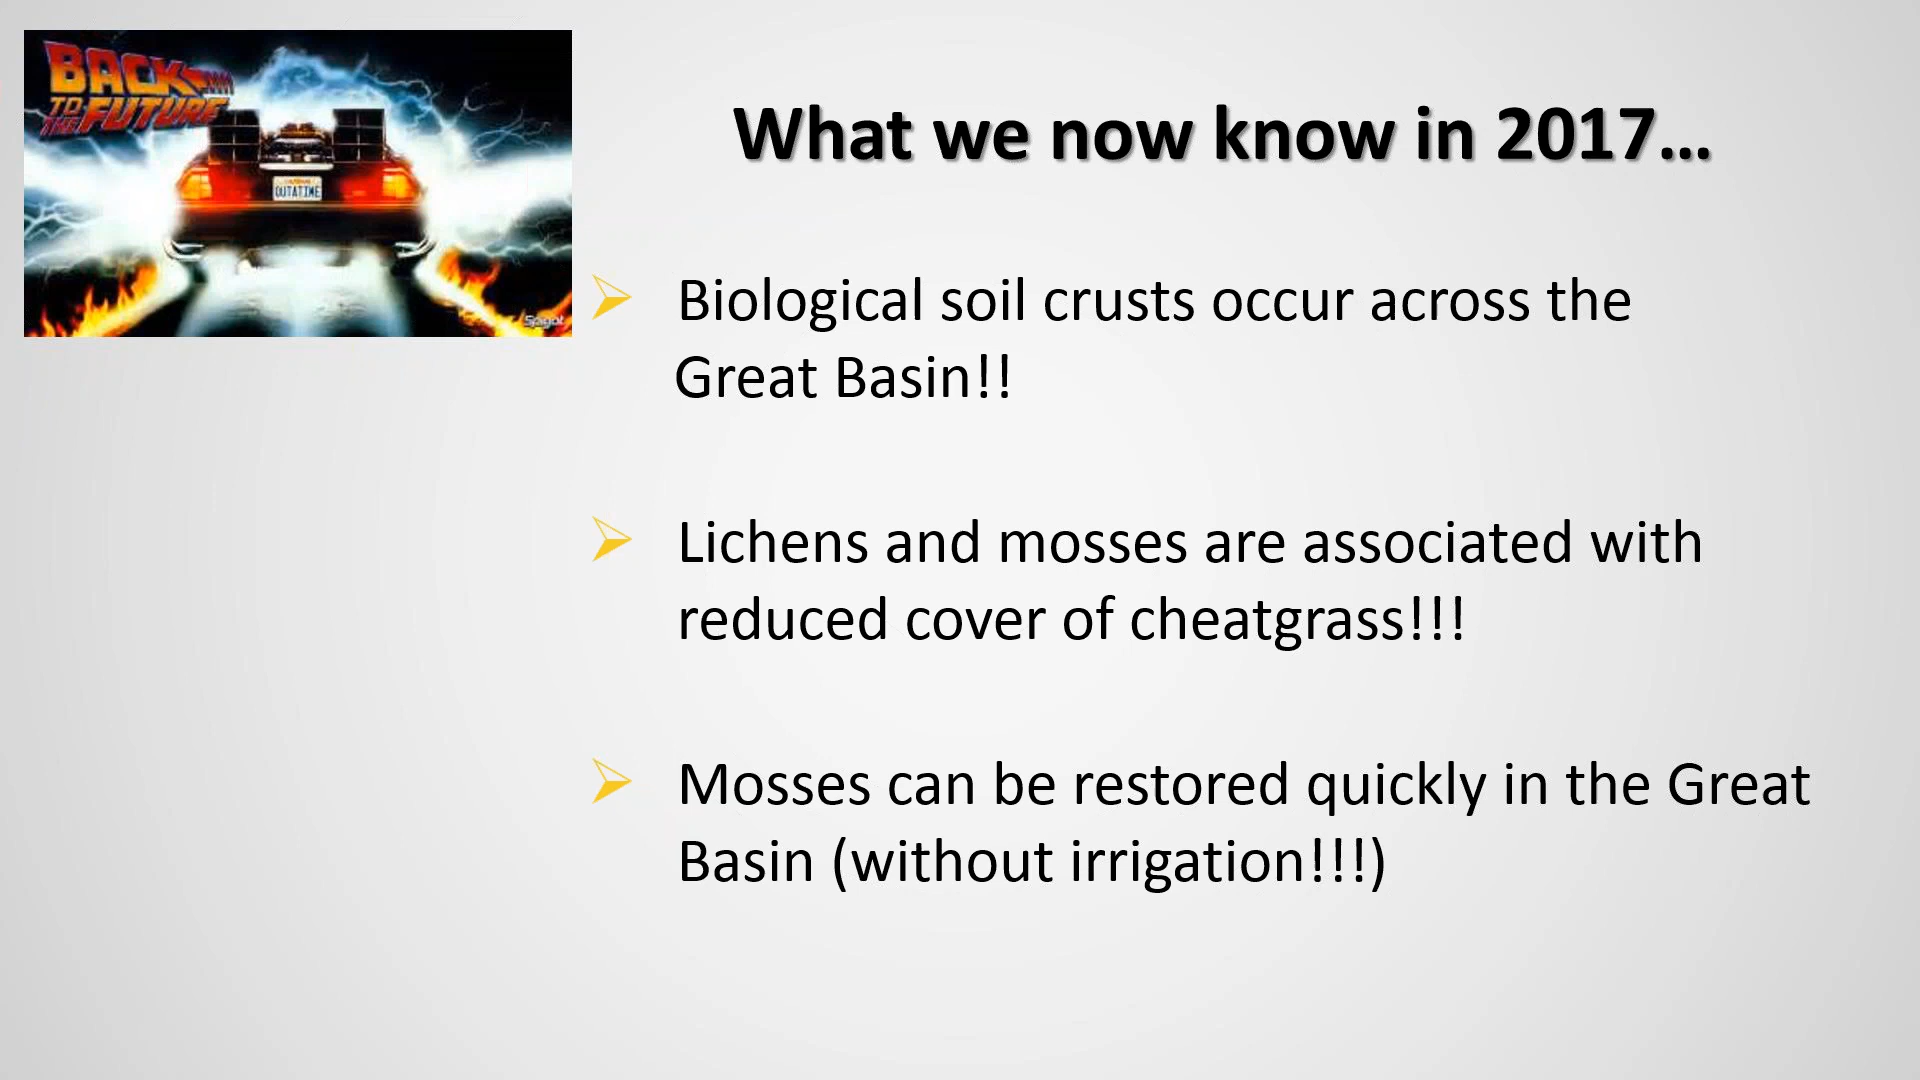 BACK
TO
THE FUTURE
OUTATIME
Spigot
What we now know in 2017...
Biological soil crusts occur across the
Great Basin!!
Lichens and mosses are associated with
reduced cover of cheatgrass!!!
Mosses can be restored quickly in the Great
Basin (without irrigation!!!)